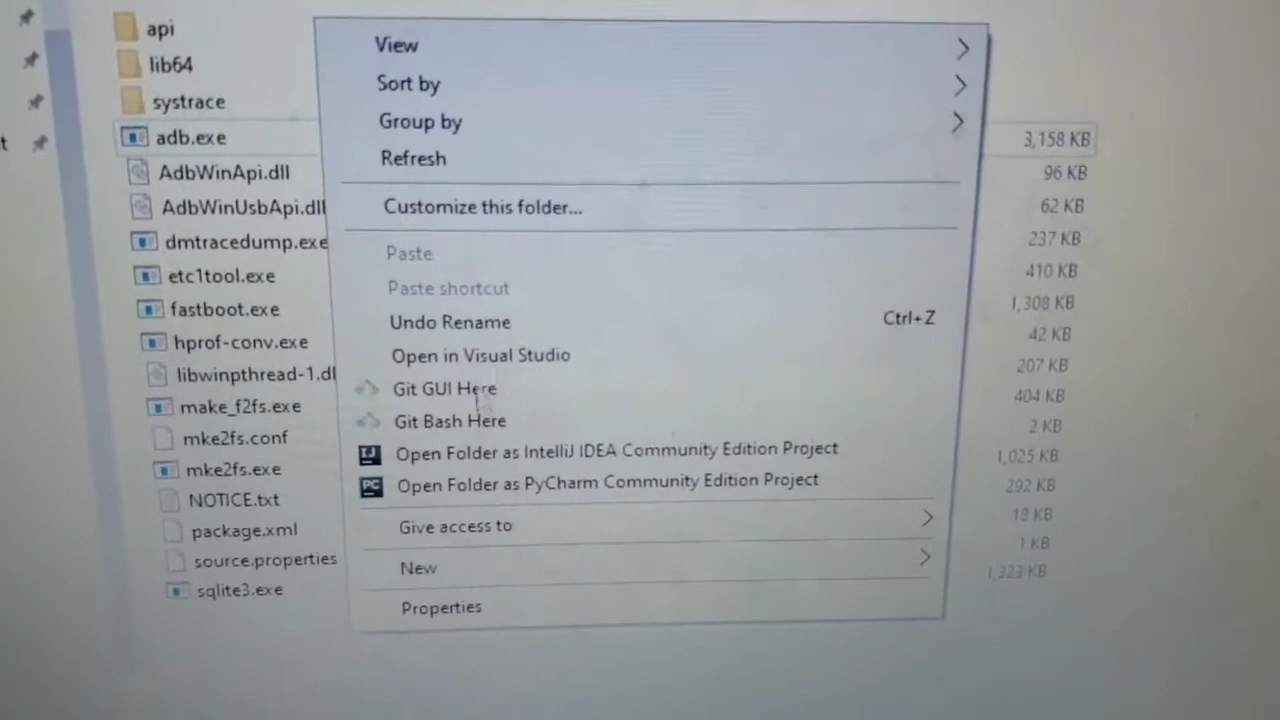 api
lib64
systrace
adb.exe
AdbWinApi.dll
AdbWinUsbApi.dll
dmtracedump.exe
etc1tool.exe
fastboot.exe
hprof-conv.exe
libwinpthread-1.dl
make_f2fs.exe
mke2fs.conf
mke2fs.exe
NOTICE.txt
package.xml
source.properties
sqlite3.exe
View
Sort by
Group by
Refresh
Customize this folder...
Paste
Paste shortcut
Undo Rename Ctrl+Z
Open in Visual Studio
Git GUI Here
Git Bash Here
IJ Open Folder as IntelliJ IDEA Community Edition Project
PC Open Folder as PyCharm Community Edition Project
Give access to
New
Properties
3,158 KB
96 KB
62 KB
237 KB
410 KB
1,308 KB
42 KB
207 KB
404 KB
2 KB
1,025 KB
292 KB
18 KB
1 KB
1,323 KB